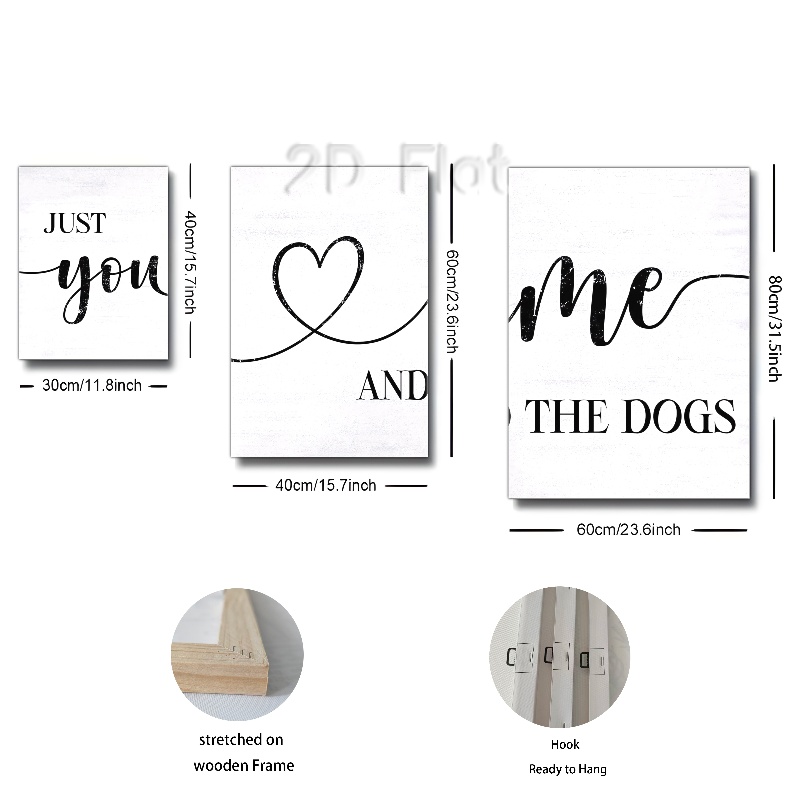 2D Flat
JUST
you
40cm/15.7inch
30cm/11.8inch
AND
60cm/23.6inch
40cm/15.7inch
me
THE DOGS
80cm/31.5inch
60cm/23.6inch
stretched on
wooden Frame
Hook
Ready to Hang